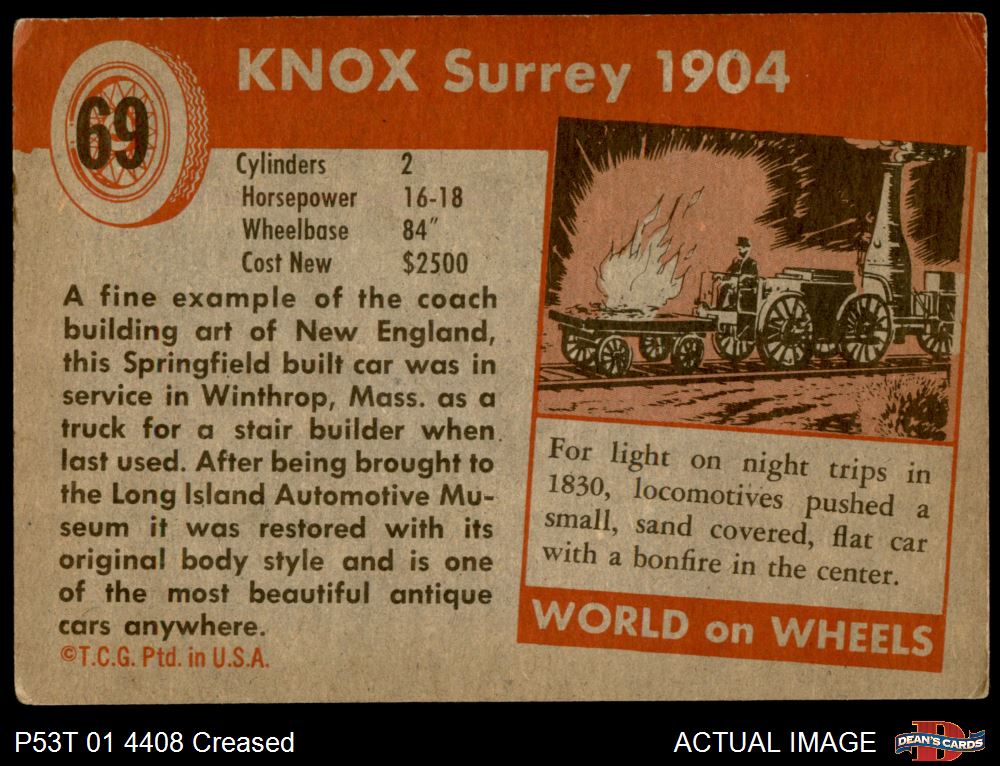 69
KNOX Surrey 1904
Cylinders 2
Horsepower 16-18
Wheelbase 84"
Cost New $2500
A fine example of the coach
building art of New England,
this Springfield built car was in
service in Winthrop, Mass. as a
truck for a stair builder when
last used. After being brought to
the Long Island Automotive Mu-
seum it was restored with its
original body style and is one
of the most beautiful antique
cars anywhere.
©T.C.G. Ptd. in U.S.A.
For light on night trips in
1830, locomotives pushed a
small, sand covered, flat car
with a bonfire in the center.
WORLD on WHEELS
P53T 01 4408 Creased
ACTUAL IMAGE
DEAN'S CARDS